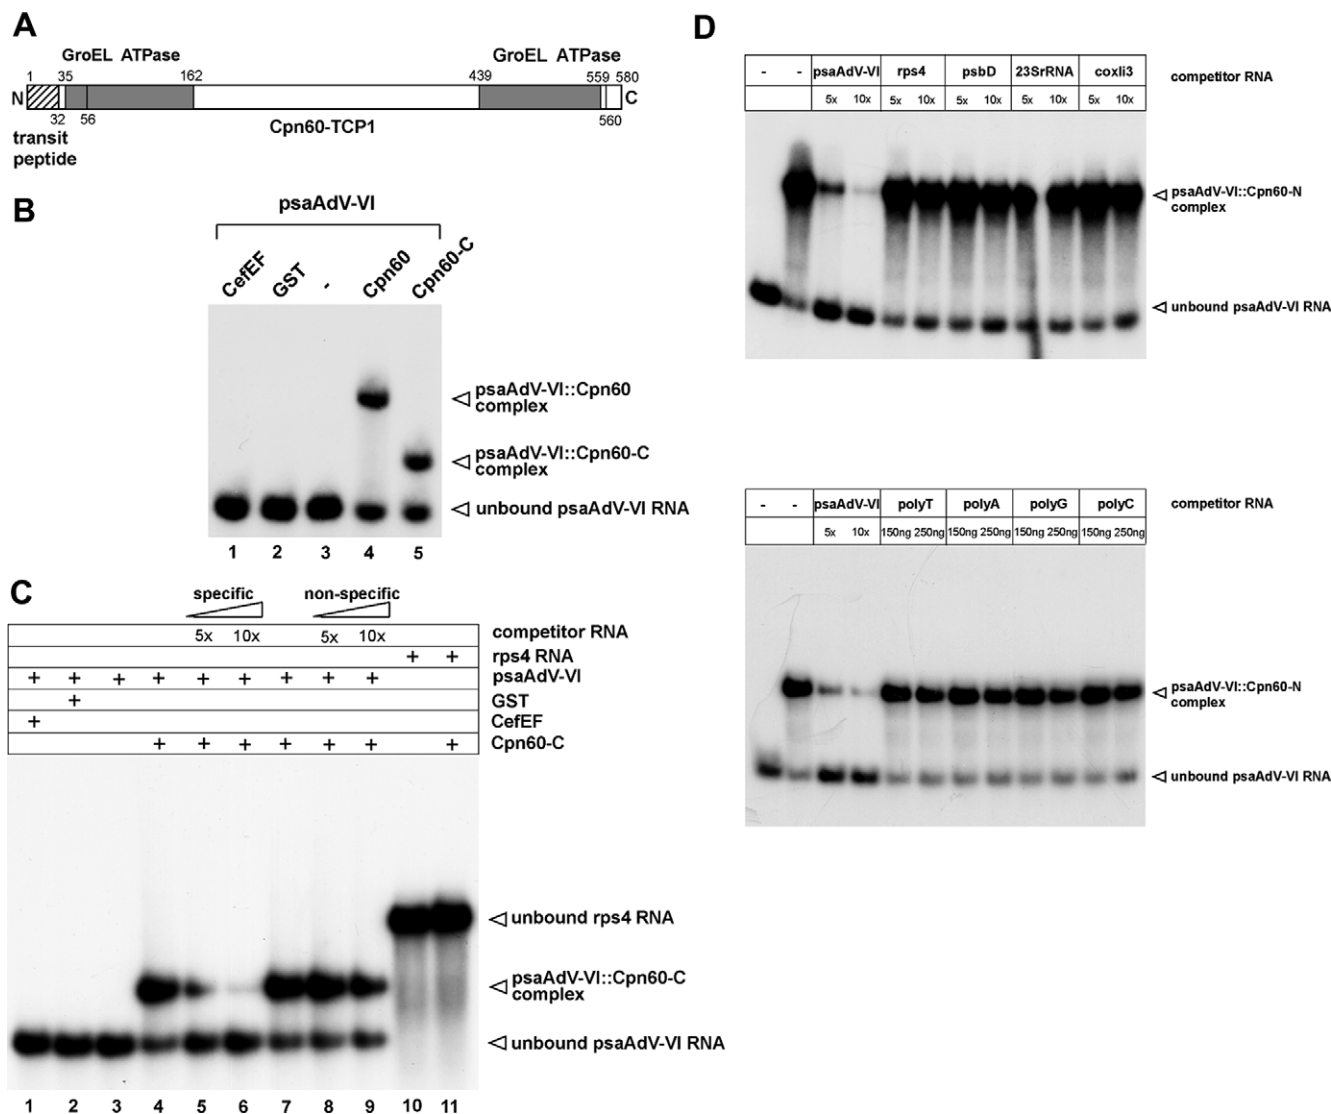 A
GroEL ATPase GroEL ATPase
1 35 162 439 559 580
N C
32 56 560
transit
peptide
Cpn60-TCP1
B
psaAdV-VI
CefEF GST - Cpn60 Cpn60-C
psaAdV-VI::Cpn60
complex
psaAdV-VI::Cpn60-C
complex
unbound psaAdV-VI RNA
1 2 3 4 5
C
specific non-specific
5x 10x 5x 10x competitor RNA
+ + rps4 RNA
+ + + + + + + + + psaAdV-VI
+ GST
+ CefEF
+ + + + + + + Cpn60-C
unbound rps4 RNA
psaAdV-VI::Cpn60-C
complex
unbound psaAdV-VI RNA
1 2 3 4 5 6 7 8 9 10 11
D
- - psaAdV-VI rps4 psbD 23SrRNA coxIi3 competitor RNA
5x 10x 5x 10x 5x 10x 5x 10x 5x 10x
psaAdV-VI::Cpn60-N
complex
unbound psaAdV-VI RNA
- - psaAdV-VI polyT polyA polyG polyC competitor RNA
5x 10x 150ng 250ng 150ng 250ng 150ng 250ng 150ng 250ng
psaAdV-VI::Cpn60-N
complex
unbound psaAdV-VI RNA